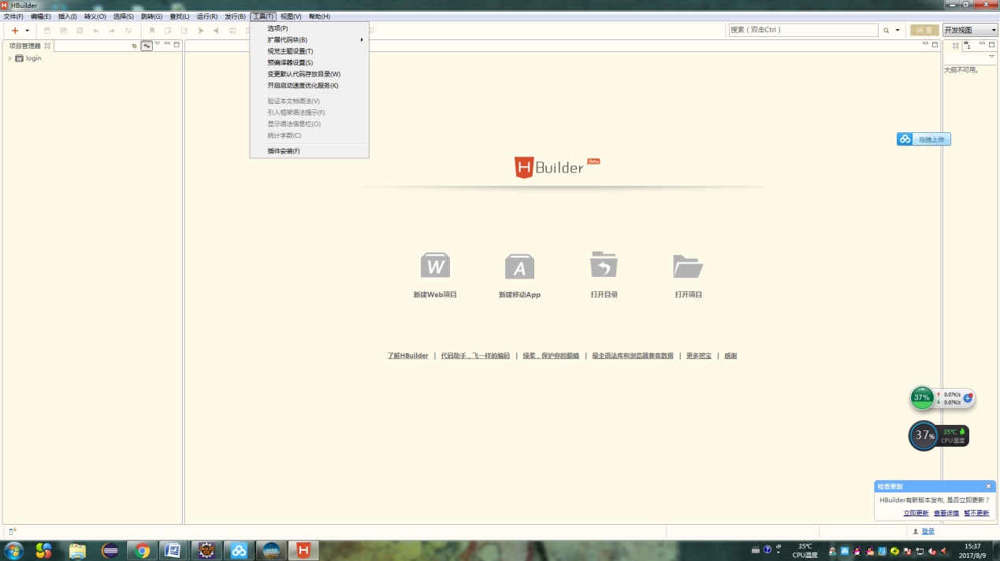 HBuilder
文件(F) 编辑(E) 插入(I) 转义(O) 选择(S) 跳转(G) 查找(L) 运行(R) 发行(B) 工具(T) 视图(V) 帮助(H)
搜索（双击Ctrl） 问 答 开发视图
项目管理器
login
选项(P)
扩展代码块(B)
视觉主题设置(T)
预编译器设置(S)
变更默认代码存放目录(W)
开启启动速度优化服务(K)
验证本文档语法(V)
引入框架语法提示(F)
显示语法信息栏(O)
统计字数(C)
插件安装(F)
大纲不可用。
拖拽上传
HBuilder Beta
W A
新建Web项目 新建移动App 打开目录 打开项目
了解HBuilder | 代码助手，飞一样的编码 | 绿柔，保护你的眼睛 | 最全语法库和浏览器兼容数据 | 更多挖宝 | 感谢
37% 0.07K/s
0.07K/s
37% 35℃
CPU温度
检查更新
HBuilder有新版本发布, 是否立即更新？
立即更新 查看详情 暂不更新
登录
35℃
CPU温度
15:37
2017/8/9